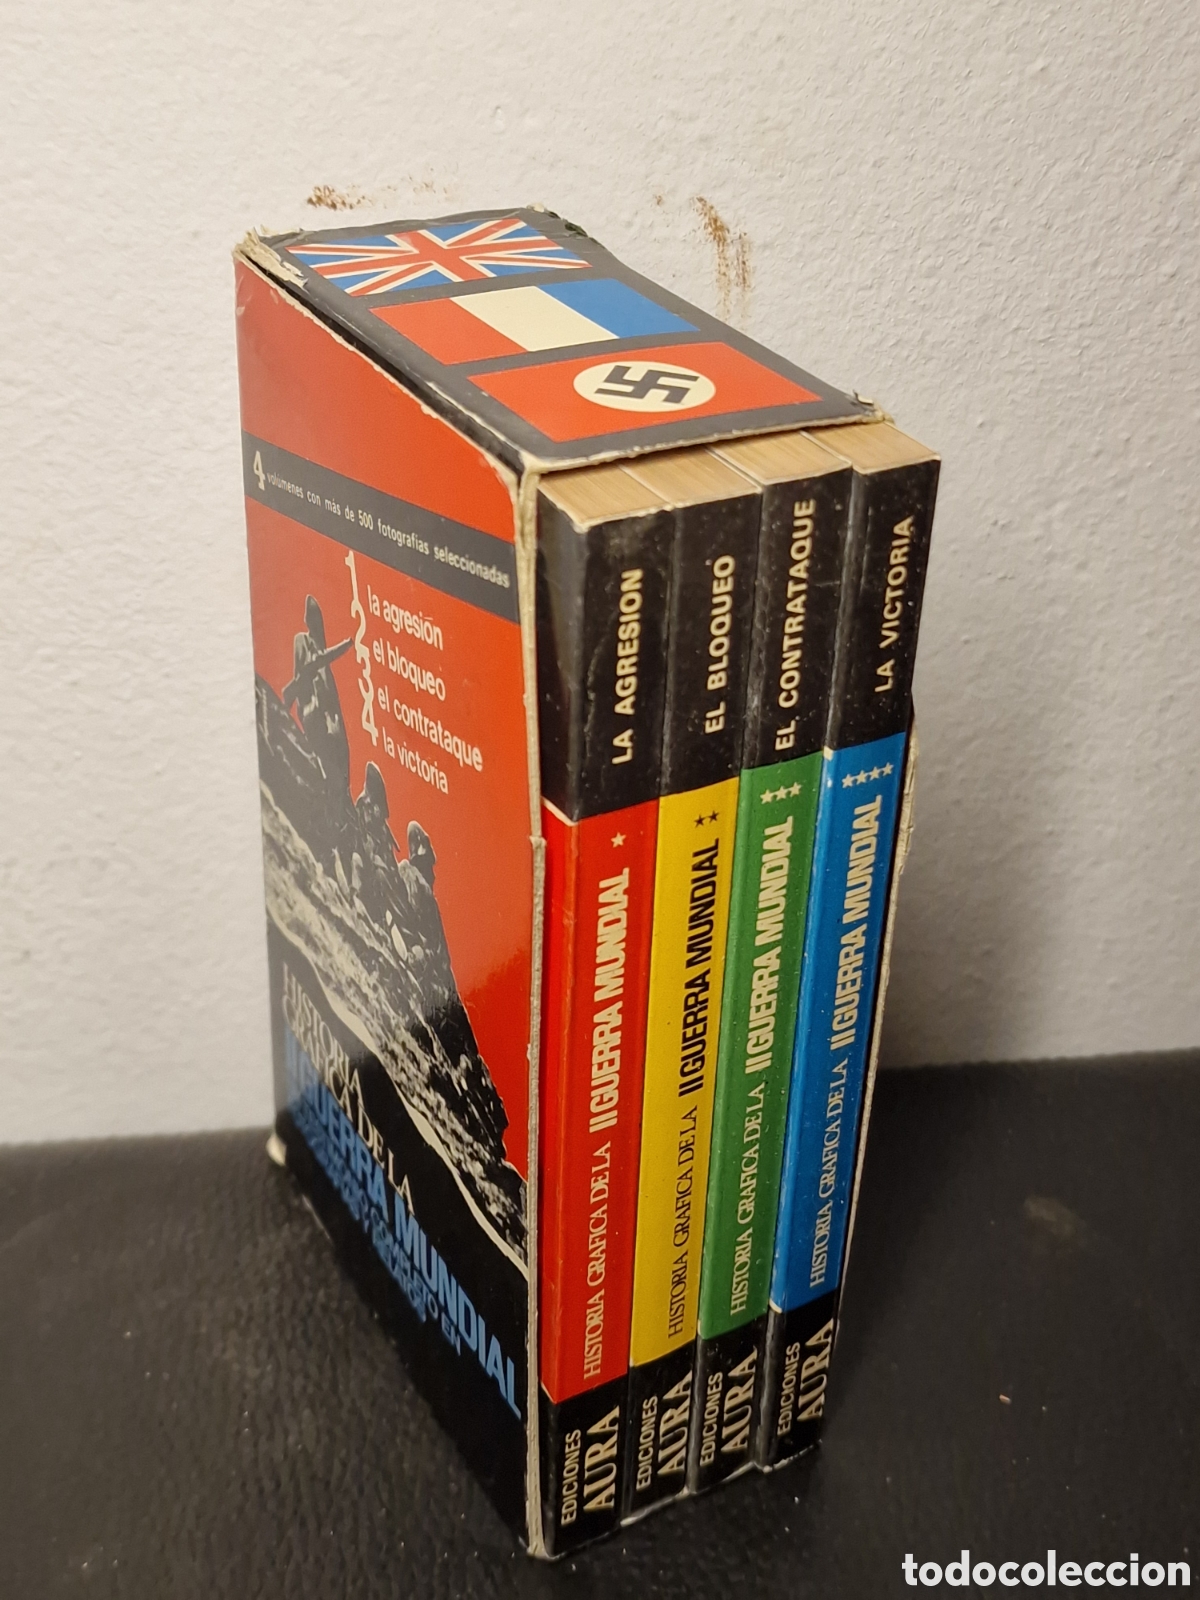 4 volúmenes con más de 500 fotografías seleccionadas
1 la agresión
2 el bloqueo
3 el contrataque
4 la victoria
HISTORIA
GRAFICA DE LA
II GUERRA MUNDIAL
LA AGRESION
★
HISTORIA GRAFICA DE LA II GUERRA MUNDIAL
EDICIONES
AURA
EL BLOQUEO
★★
HISTORIA GRAFICA DE LA II GUERRA MUNDIAL
EDICIONES
AURA
EL CONTRATAQUE
★★★
HISTORIA GRAFICA DE LA II GUERRA MUNDIAL
EDICIONES
AURA
LA VICTORIA
★★★★
HISTORIA GRAFICA DE LA II GUERRA MUNDIAL
EDICIONES
AURA
todocoleccion